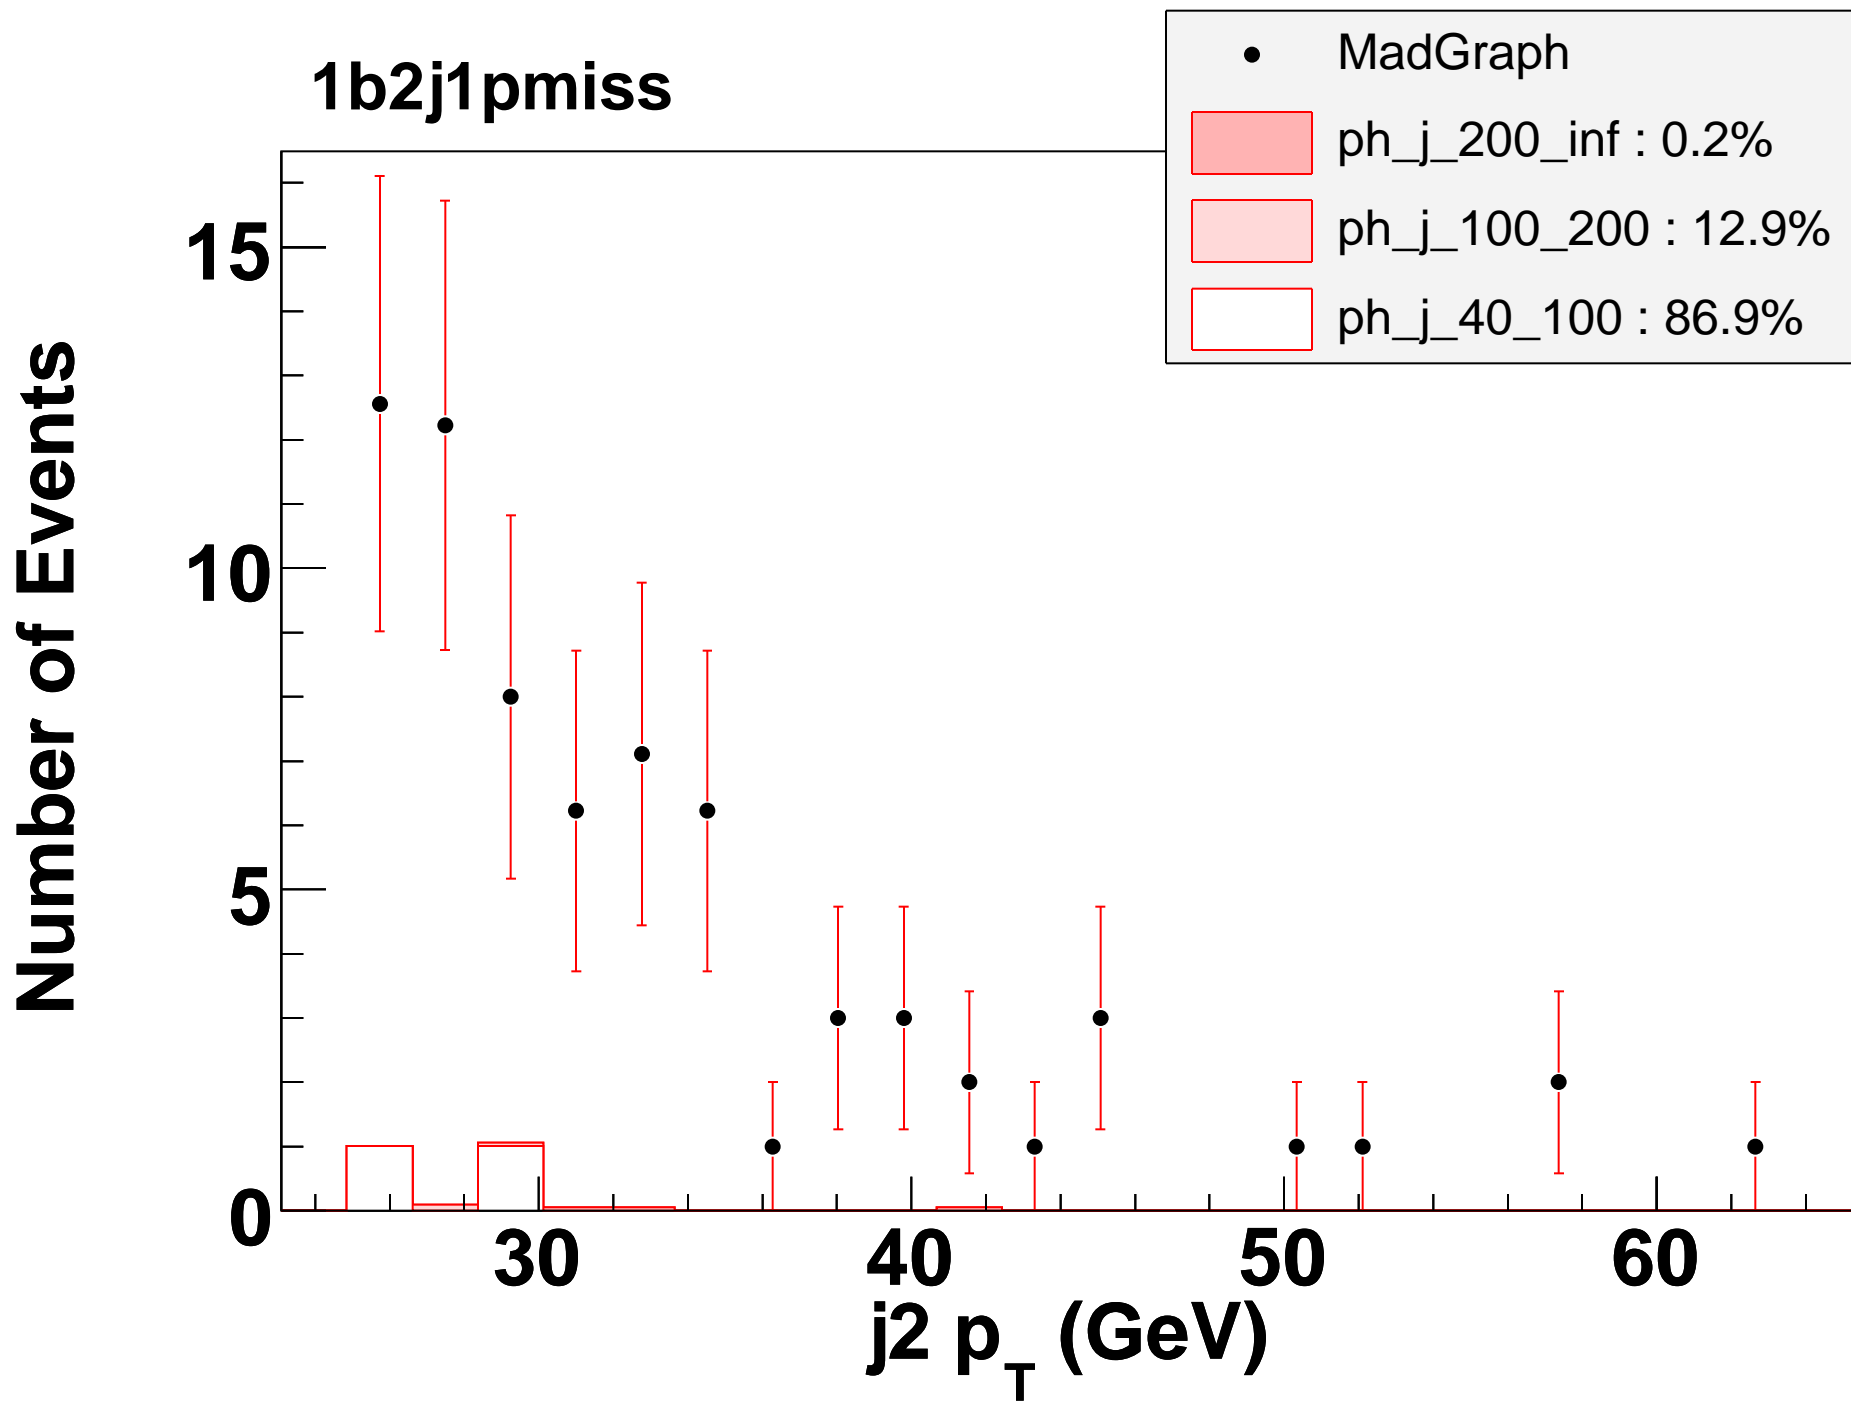 1b2j1pmiss
MadGraph
ph_j_200_inf : 0.2%
ph_j_100_200 : 12.9%
ph_j_40_100 : 86.9%
Number of Events
15
10
5
0
30 40 50 60
j2 p_T (GeV)